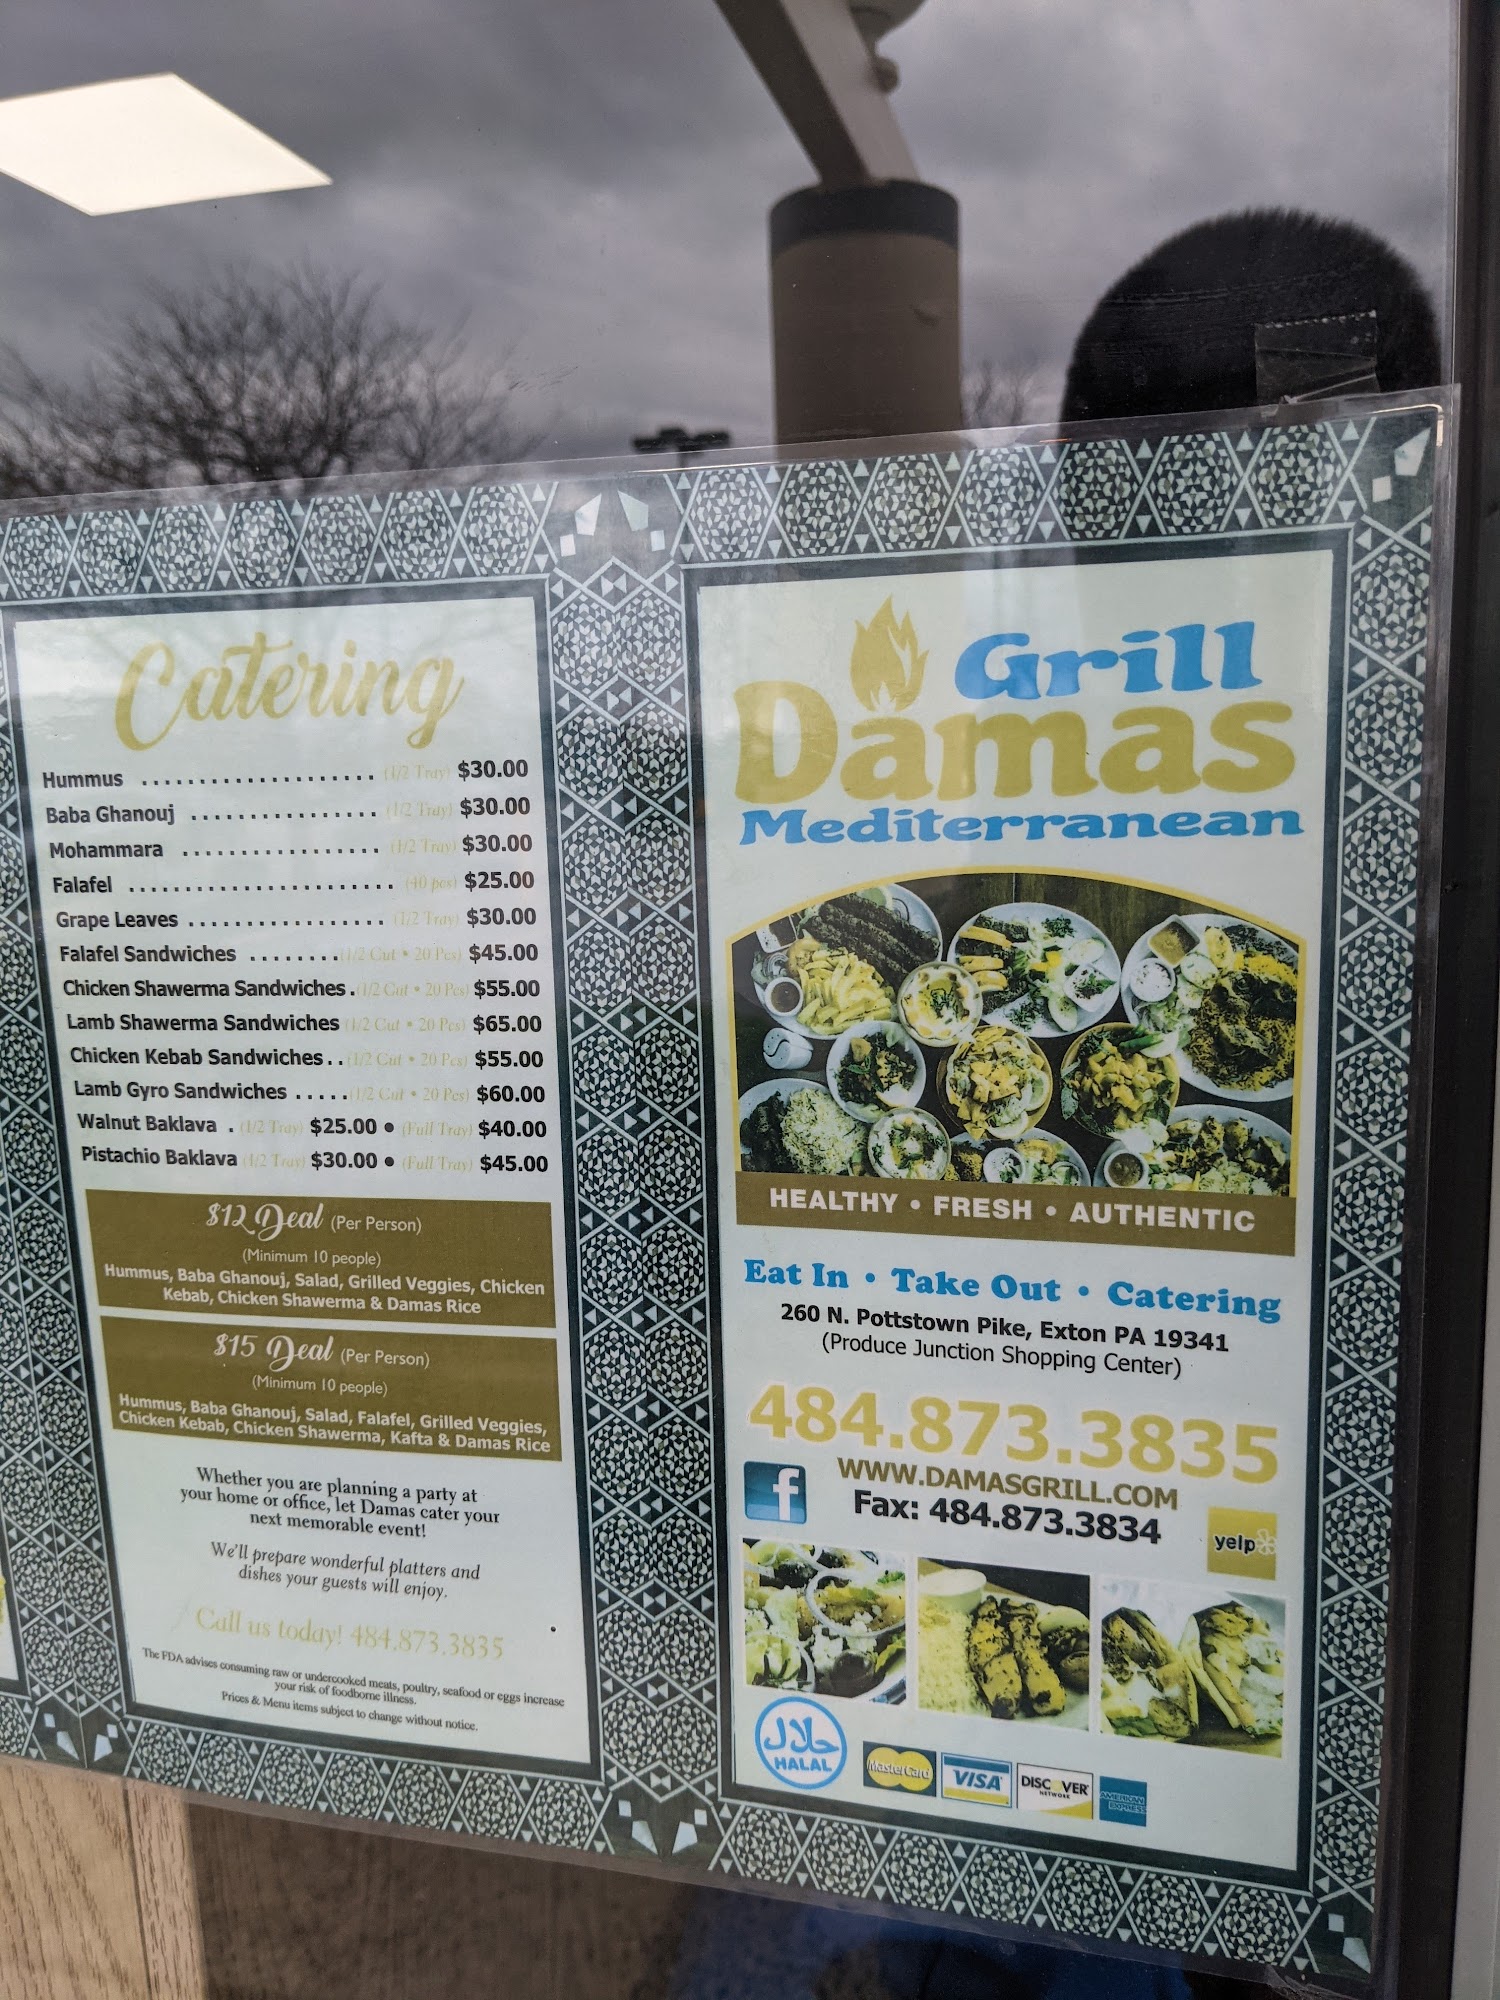 Catering
Hummus .................... (1/2 Tray) $30.00
Baba Ghanouj ................ (1/2 Tray) $30.00
Mohammara ................. (1/2 Tray) $30.00
Falafel ....................... (40 pcs) $25.00
Grape Leaves ................. (1/2 Tray) $30.00
Falafel Sandwiches ........ (1/2 Cut • 20 Pcs) $45.00
Chicken Shawerma Sandwiches . (1/2 Cut • 20 Pcs) $55.00
Lamb Shawerma Sandwiches (1/2 Cut • 20 Pcs) $65.00
Chicken Kebab Sandwiches .. (1/2 Cut • 20 Pcs) $55.00
Lamb Gyro Sandwiches ..... (1/2 Cut • 20 Pcs) $60.00
Walnut Baklava . (1/2 Tray) $25.00 • (Full Tray) $40.00
Pistachio Baklava (1/2 Tray) $30.00 • (Full Tray) $45.00
$12 Deal (Per Person)
(Minimum 10 people)
Hummus, Baba Ghanouj, Salad, Grilled Veggies, Chicken
Kebab, Chicken Shawerma & Damas Rice
$15 Deal (Per Person)
(Minimum 10 people)
Hummus, Baba Ghanouj, Salad, Falafel, Grilled Veggies,
Chicken Kebab, Chicken Shawerma, Kafta & Damas Rice
Whether you are planning a party at
your home or office, let Damas cater your
next memorable event!
We'll prepare wonderful platters and
dishes your guests will enjoy.
Call us today! 484.873.3835
The FDA advises consuming raw or undercooked meats, poultry, seafood or eggs increase
your risk of foodborne illness.
Prices & Menu items subject to change without notice.
Grill
Damas
Mediterranean
HEALTHY • FRESH • AUTHENTIC
Eat In • Take Out • Catering
260 N. Pottstown Pike, Exton PA 19341
(Produce Junction Shopping Center)
484.873.3835
WWW.DAMASGRILL.COM
Fax: 484.873.3834
f
yelp
حلال
HALAL
MasterCard
VISA
DISCOVER
NETWORK
AMERICAN
EXPRESS